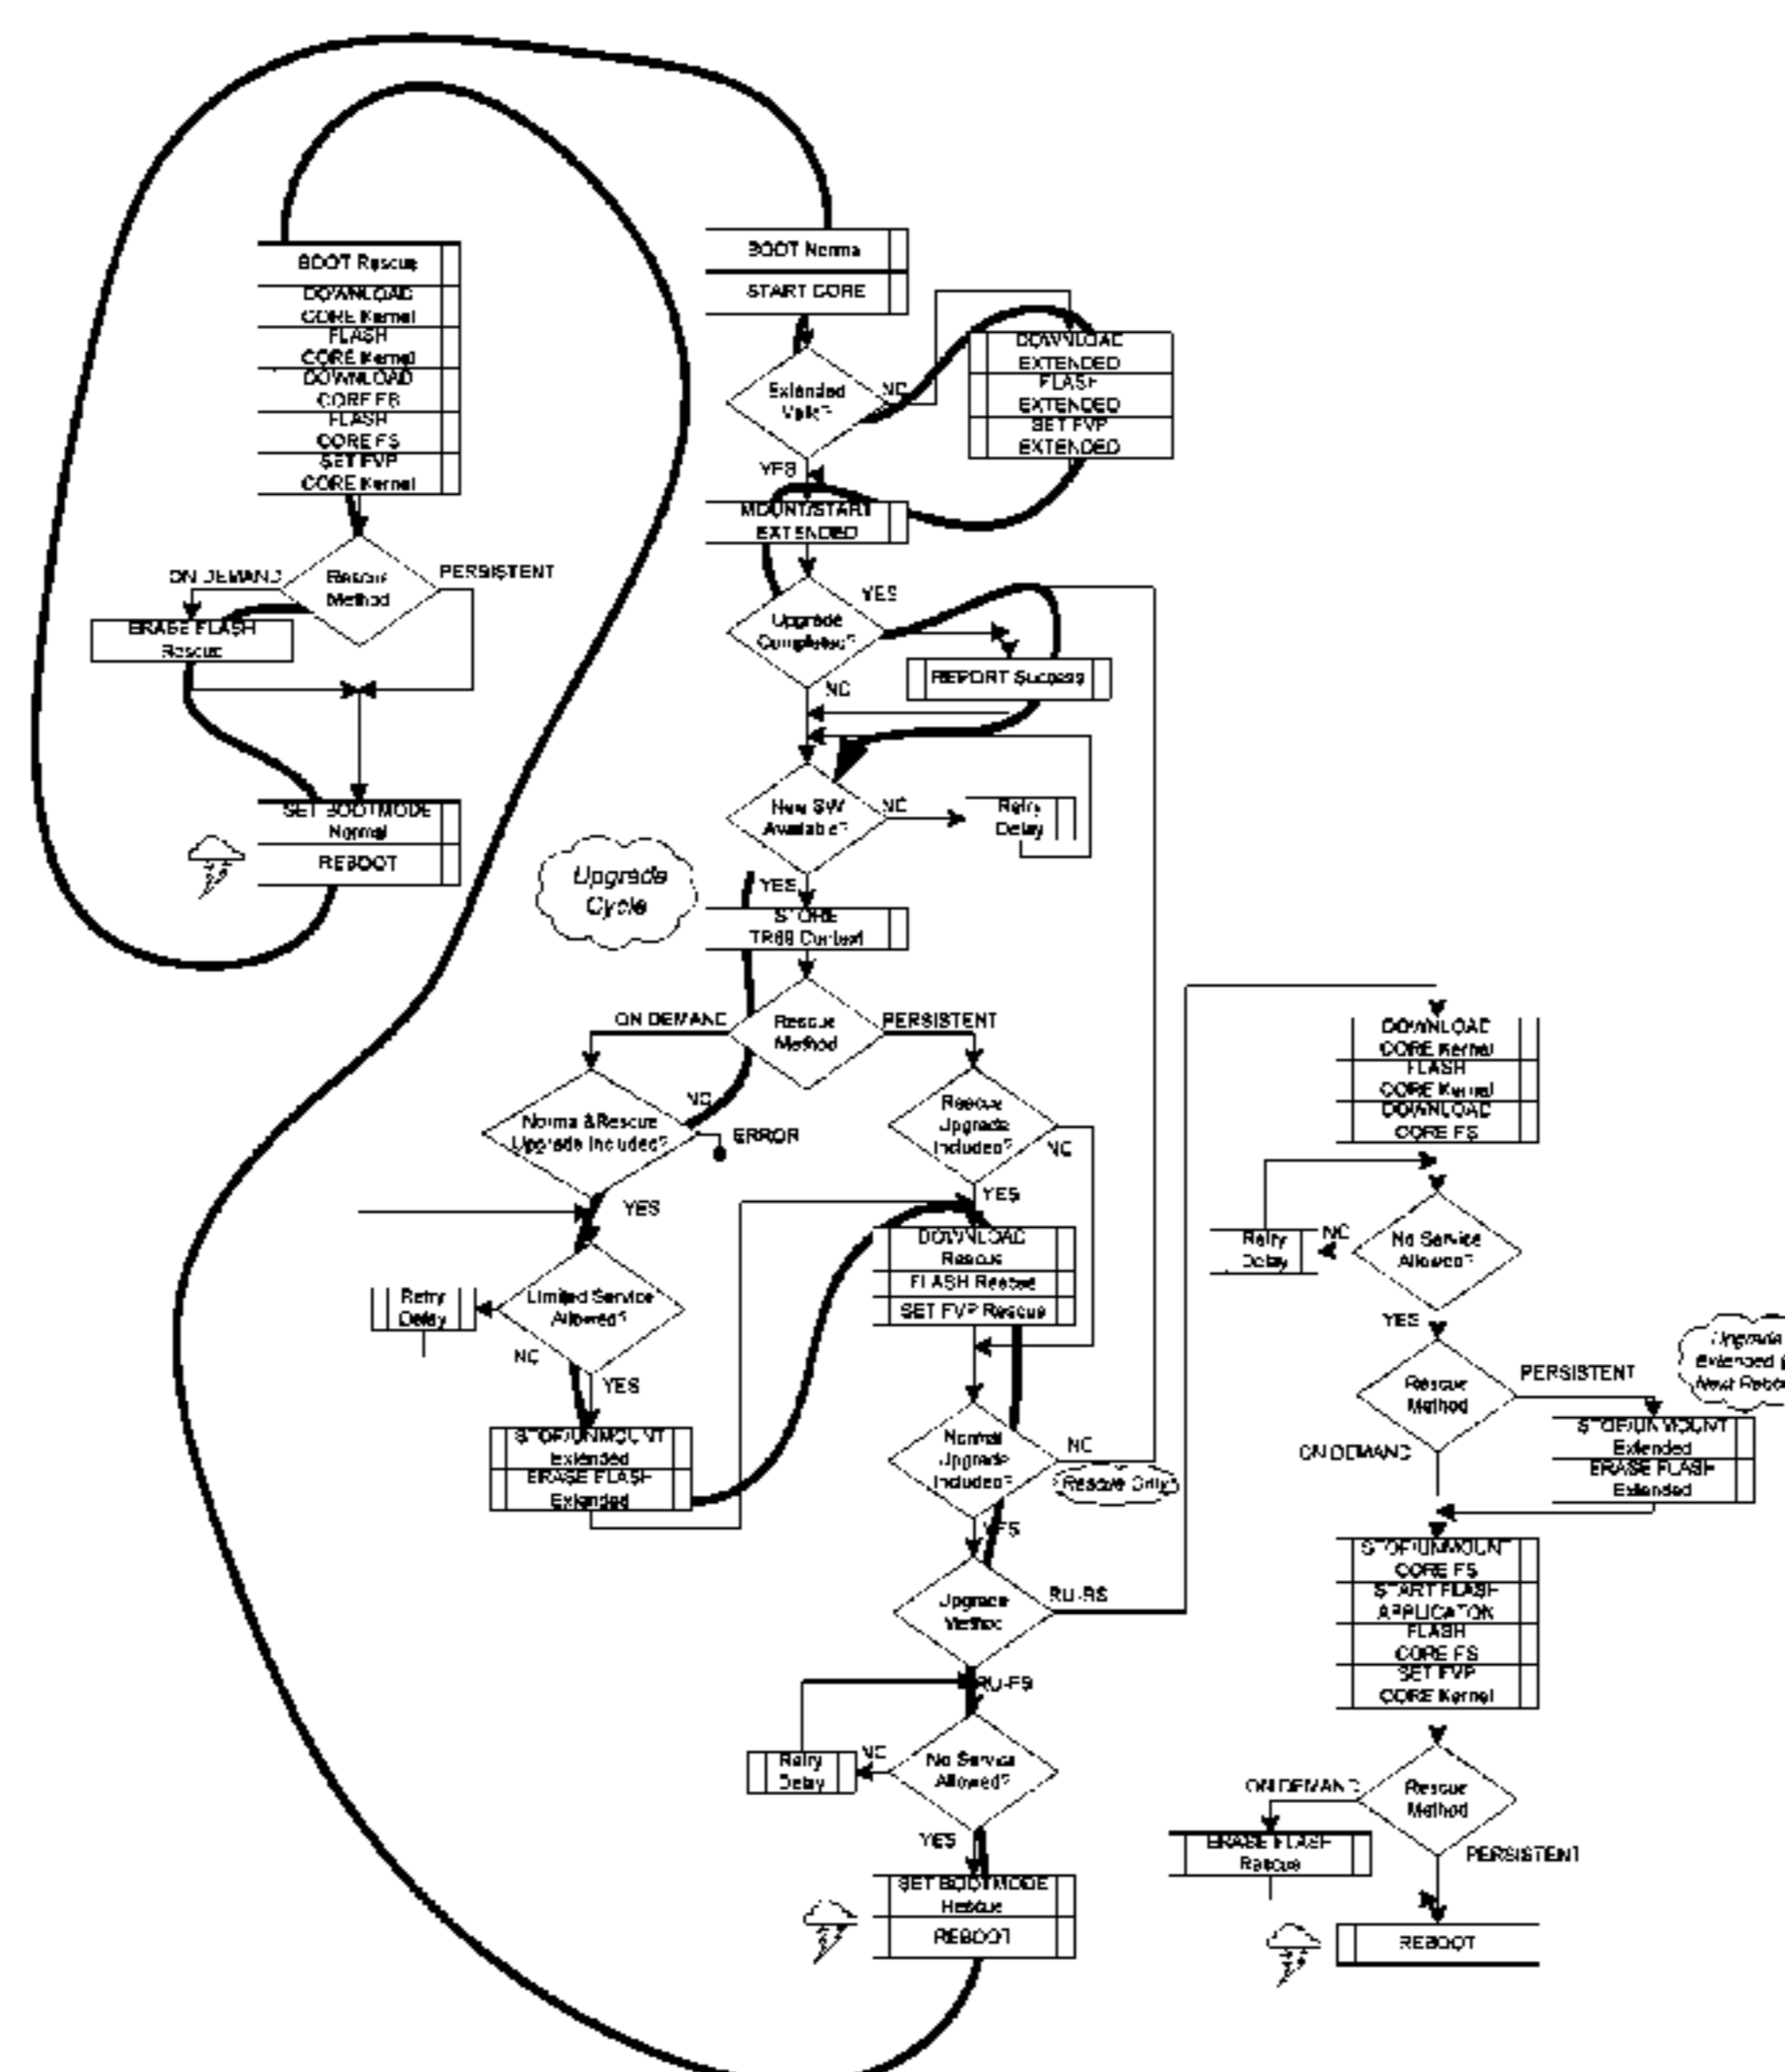 BOOT Rescue
DOWNLOAD
CORE Kernel
FLASH
CORE Kernel
DOWNLOAD
CORE FS
FLASH
CORE FS
SET FVP
CORE Kernel
ON DEMAND
Rescue
Method
PERSISTENT
ERASE FLASH
Rescue
SET BOOTMODE
Normal
REBOOT
BOOT Norma
START CORE
Extended
Valid?
NO
DOWNLOAD
EXTENDED
FLASH
EXTENDED
SET FVP
EXTENDED
YES
MOUNT/START
EXTENDED
YES
Upgrade
Completed?
REPORT Success
NO
New SW
Available?
NO
Retry
Delay
Upgrade
Cycle
YES
STORE
TR69 Context
ON DEMAND
Rescue
Method
PERSISTENT
NO
Norma &Rescue
Upgrade Included?
ERROR
Rescue
Upgrade
Included?
NO
YES
YES
DOWNLOAD
Rescue
FLASH Rescue
SET FVP Rescue
Retry
Delay
Limited Service
Allowed?
NO
YES
STOP/UNMOUNT
Extended
ERASE FLASH
Extended
Normal
Upgrade
Included?
NO
Rescue Only
YES
Upgrade
Method
RU-RS
RU-FS
Retry
Delay
NO
No Service
Allowed?
YES
SET BOOTMODE
Rescue
REBOOT
DOWNLOAD
CORE Kernel
FLASH
CORE Kernel
DOWNLOAD
CORE FS
Retry
Delay
NO
No Service
Allowed?
YES
Rescue
Method
PERSISTENT
Upgrade
Extended
Next
ON DEMAND
STOP/UNMOUNT
Extended
ERASE FLASH
Extended
STOP/UNMOUNT
CORE FS
START FLASH
APPLICATON
FLASH
CORE FS
SET FVP
CORE Kernel
ON DEMAND
Rescue
Method
ERASE FLASH
Rescue
PERSISTENT
REBOOT